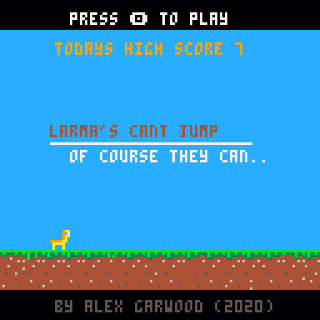 PRESS 🅾️ TO PLAY
TODAYS HIGH SCORE 7
LARMA'S CANT JUMP
OF COURSE THEY CAN..
BY ALEX GARWOOD (2020)